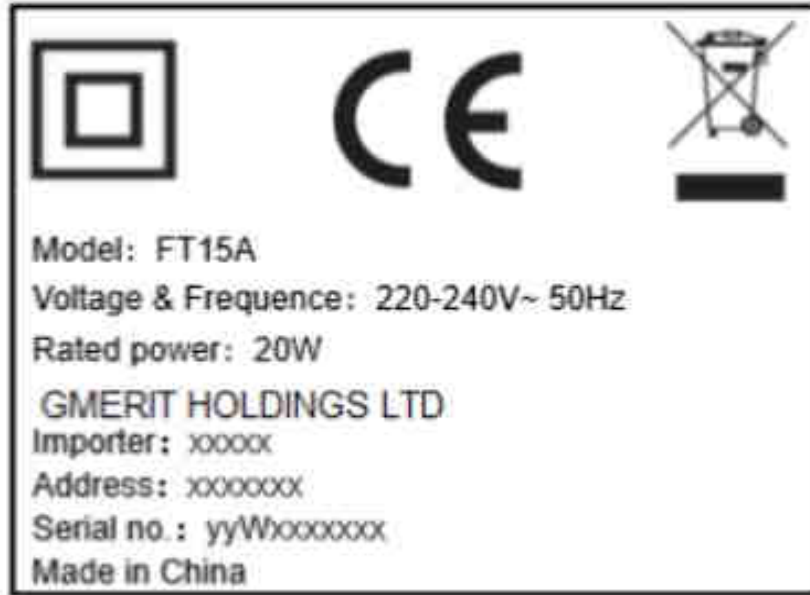 CE
Model: FT15A
Voltage & Frequence: 220-240V~ 50Hz
Rated power: 20W
GMERIT HOLDINGS LTD
Importer: xxxxx
Address: xxxxxxx
Serial no.: yyWxxxxxxx
Made in China